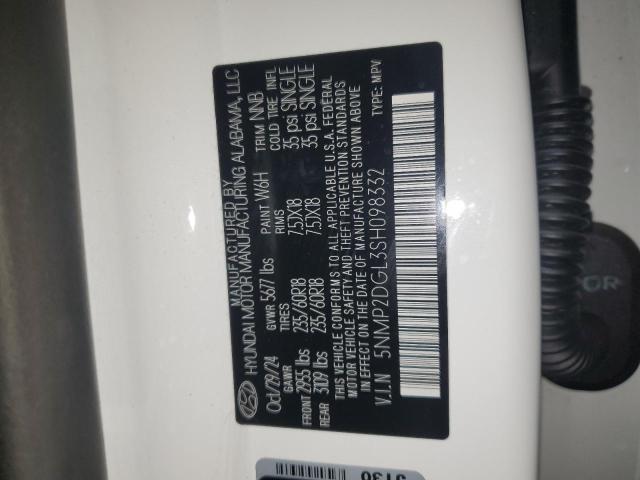 MANUFACTURED BY
HYUNDAI MOTOR MANUFACTURING ALABAMA, LLC
Oct/29/24 GVWR 5677 lbs PAINT W6H TRIM NNB
GAWR TIRES RIMS COLD TIRE INFL
FRONT 2955 lbs 235/60R18 7.5JX18 35 psi SINGLE
REAR 3109 lbs 235/60R18 7.5JX18 35 psi SINGLE
THIS VEHICLE CONFORMS TO ALL APPLICABLE U.S.A. FEDERAL
MOTOR VEHICLE SAFETY AND THEFT PREVENTION STANDARDS
IN EFFECT ON THE DATE OF MANUFACTURE SHOWN ABOVE
V.I.N 5NMP2DGL3SH098332 TYPE: MPV